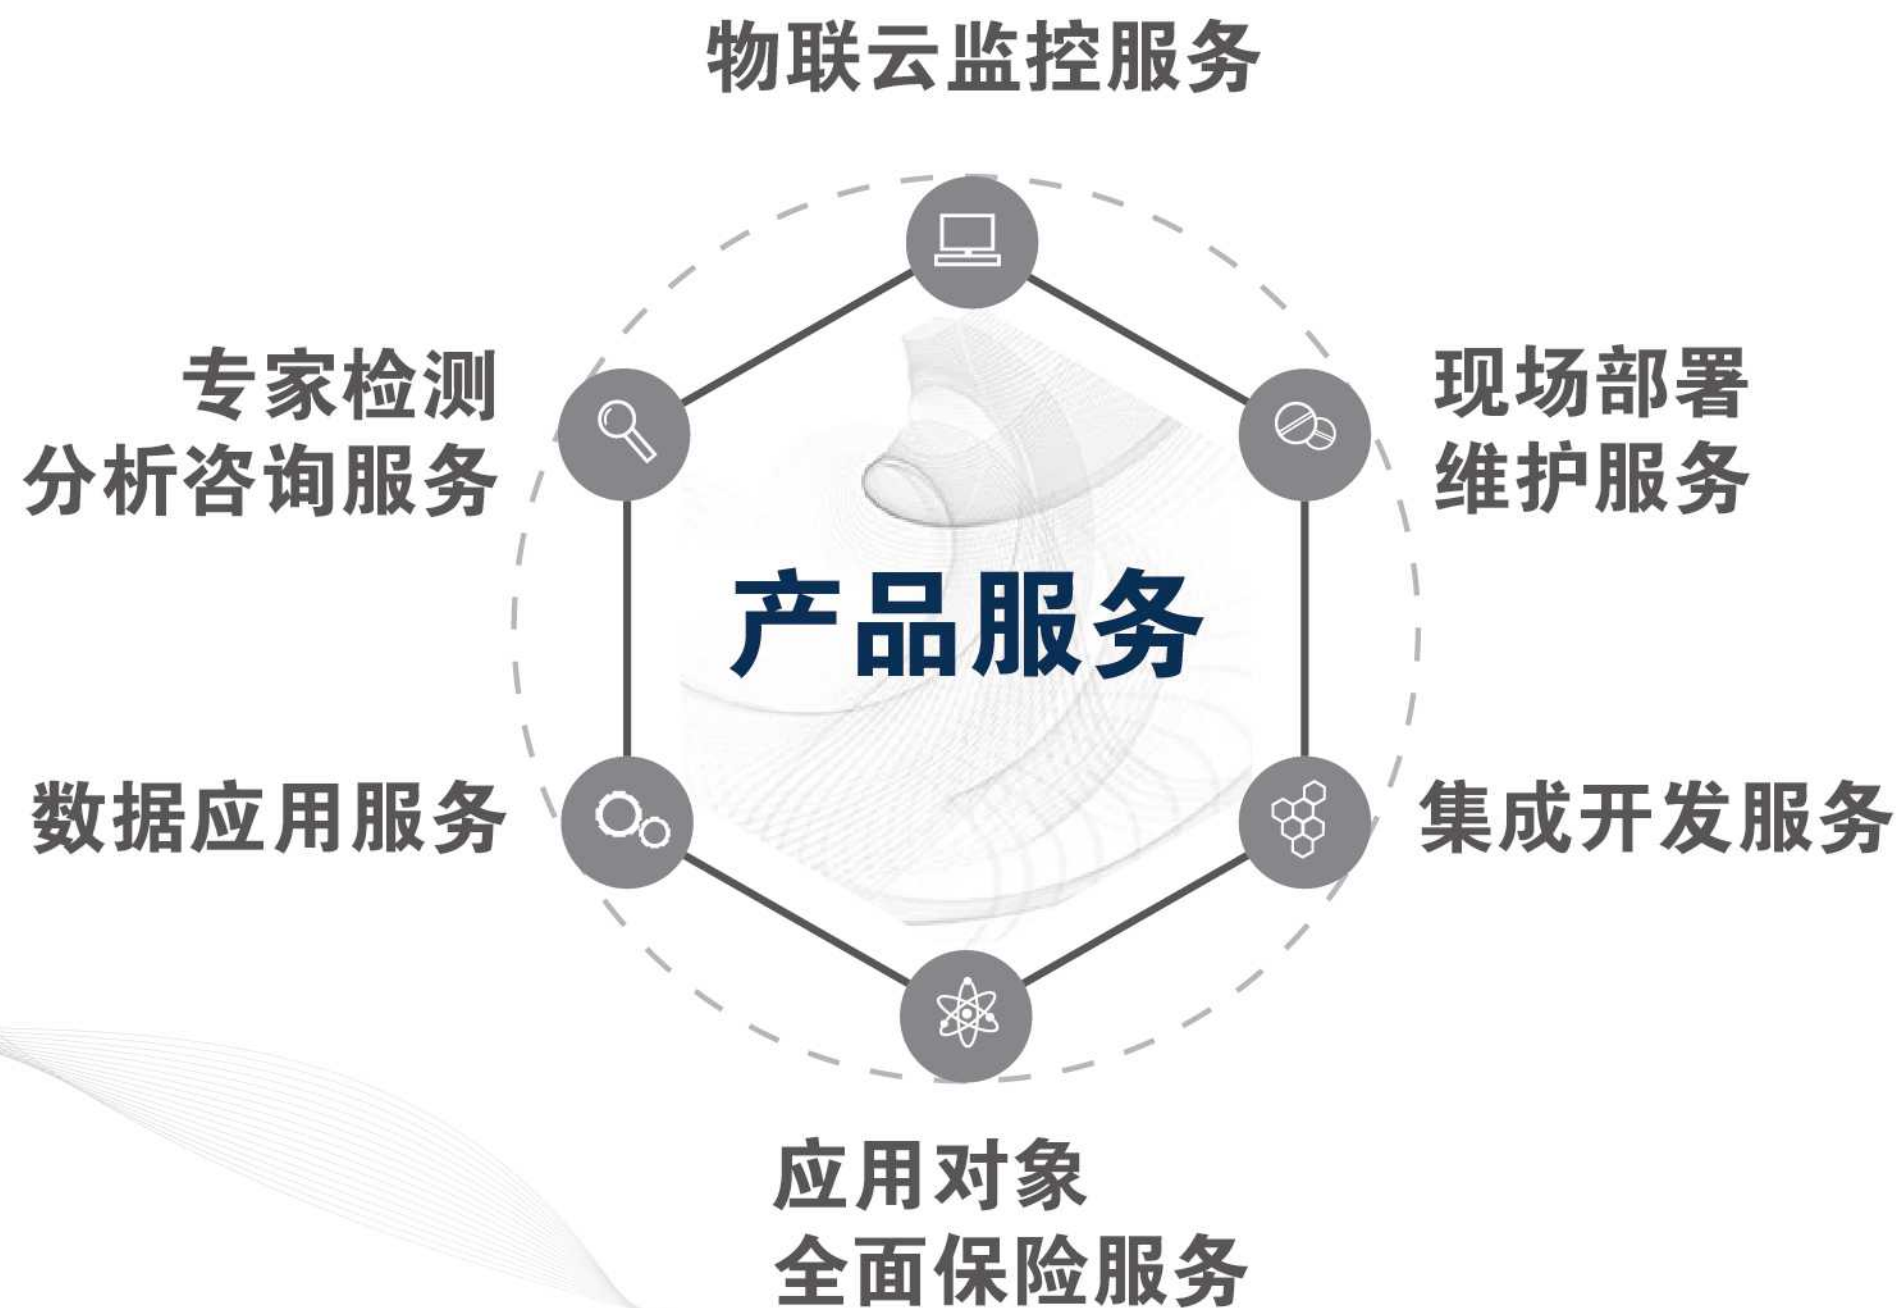 物联云监控服务
专家检测
分析咨询服务
现场部署
维护服务
产品服务
数据应用服务
集成开发服务
应用对象
全面保险服务